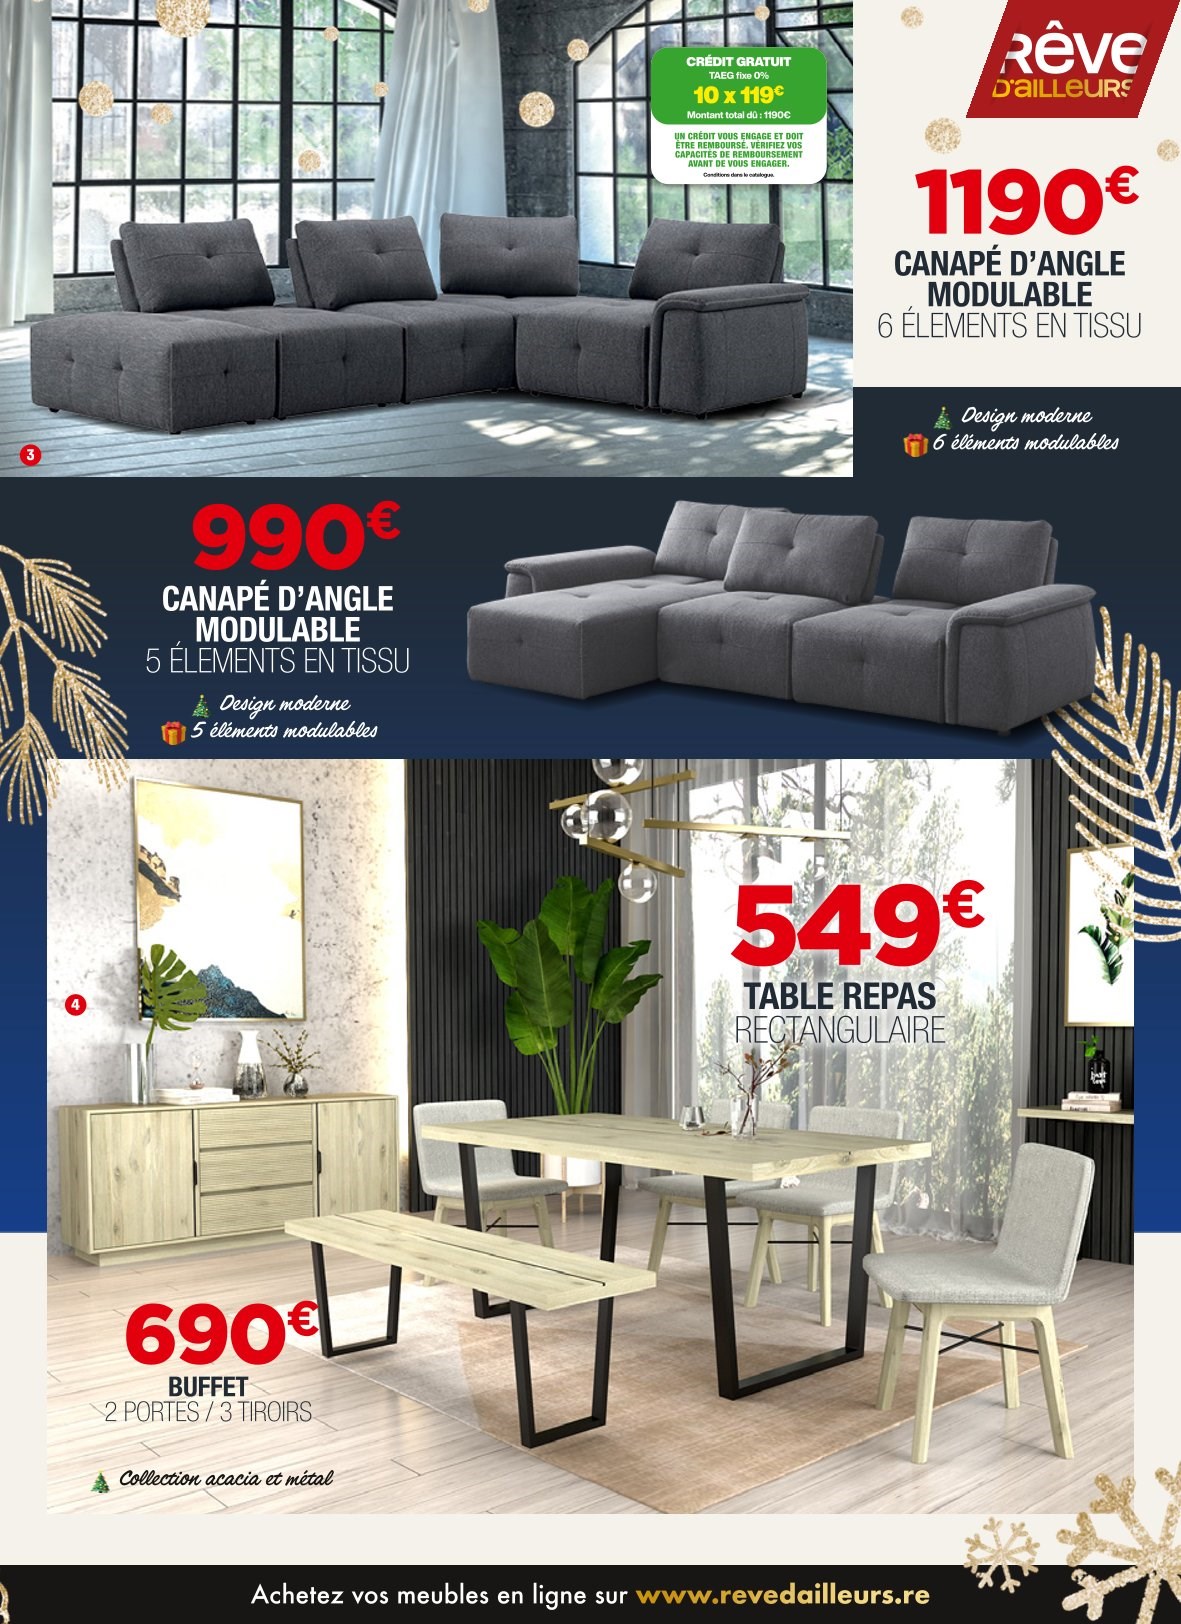 CRÉDIT GRATUIT
TAEG fixe 0%
10 x 119€
Montant total dû : 1190€
UN CRÉDIT VOUS ENGAGE ET DOIT
ÊTRE REMBOURSÉ. VÉRIFIEZ VOS
CAPACITÉS DE REMBOURSEMENT
AVANT DE VOUS ENGAGER.
Conditions dans le catalogue.
RÊVE
D'AILLEURS
1190€
CANAPÉ D'ANGLE
MODULABLE
6 ÉLEMENTS EN TISSU
Design moderne
6 éléments modulables
3
990€
CANAPÉ D'ANGLE
MODULABLE
5 ÉLEMENTS EN TISSU
Design moderne
5 éléments modulables
549€
TABLE REPAS
RECTANGULAIRE
4
690€
BUFFET
2 PORTES / 3 TIROIRS
Collection acacia et métal
Achetez vos meubles en ligne sur www.revedailleurs.re